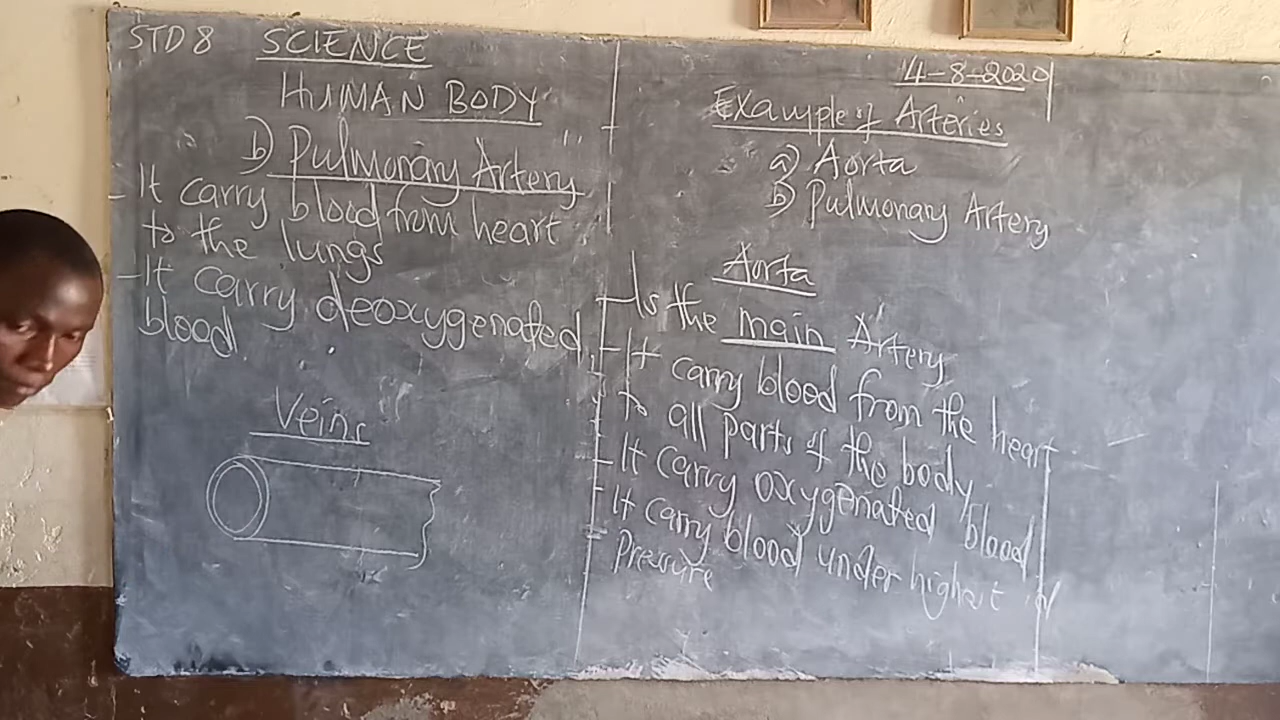 STD 8 SCIENCE
HUMAN BODY
b) Pulmonary Artery
- It carry blood from heart
to the lungs
- It carry deoxygenated
blood.
Veins
4-8-2020
Example of Arteries
a) Aorta
b) Pulmonary Artery
Aorta
- Is the main Artery
- It carry blood from the heart
to all parts of the body
- It carry oxygenated blood
- It carry blood under highest
Pressure